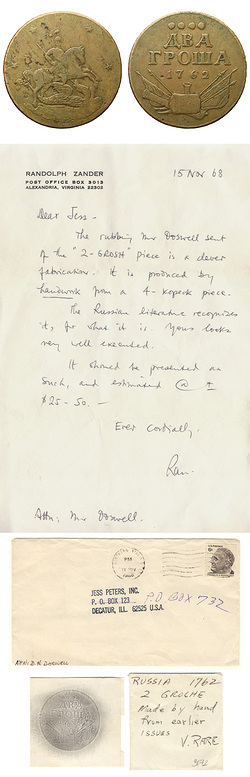 ДВА
ГРОША
1762
RANDOLPH ZANDER
POST OFFICE BOX 3013
ALEXANDRIA, VIRGINIA 22302
15 Nov 68
Dear Jess -
The rubbing Mr Doswell sent
of the "2-GROSH" piece is a clever
fabrication. It is produced by
handwork from a 4-kopeck piece.
The Russian literature recognizes
it, for what it is. Yours looks
very well executed.
It should be presented as
such, and estimated @ ±
$25-50.—
Ever cordially,
Ran.
Attn: Mr Doswell.
JESS PETERS, INC.
P. O. BOX 123 P.O. BOX 732
DECATUR, ILL. 62525 U.S.A.
ATTN: DOSWELL
RUSSIA 1762
2 GROCHE
Made by hand
from earlier
issues
V. RARE